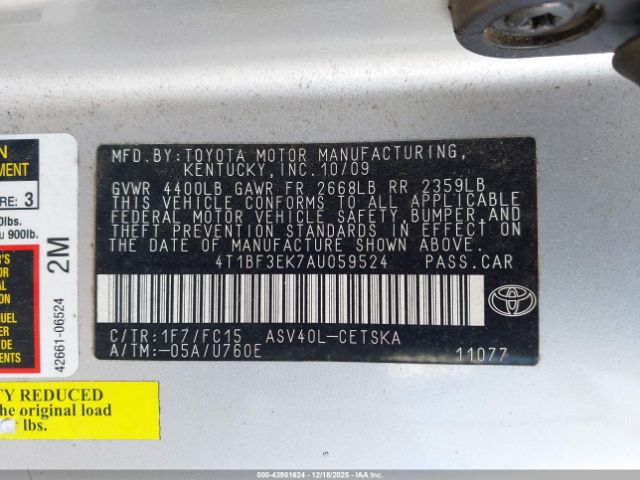 MFD.BY:TOYOTA MOTOR MANUFACTURING,
KENTUCKY,INC.10/09
GVWR 4400LB GAWR FR 2668LB RR 2359LB
THIS VEHICLE CONFORMS TO ALL APPLICABLE
FEDERAL MOTOR VEHICLE SAFETY,BUMPER,AND
THEFT PREVENTION STANDARDS IN EFFECT ON
THE DATE OF MANUFACTURE SHOWN ABOVE.
4T1BF3EK7AU059524 PASS.CAR
C/TR:1F7/FC15 ASV40L-CETSKA
A/TM:-05A/U760E
11077
TOYOTA
RE: 3
lbs.
900lb.
2M
42661-06524
REDUCED
the original load
lbs.
000-43961624 | 12/18/2025 - IAA, Inc.